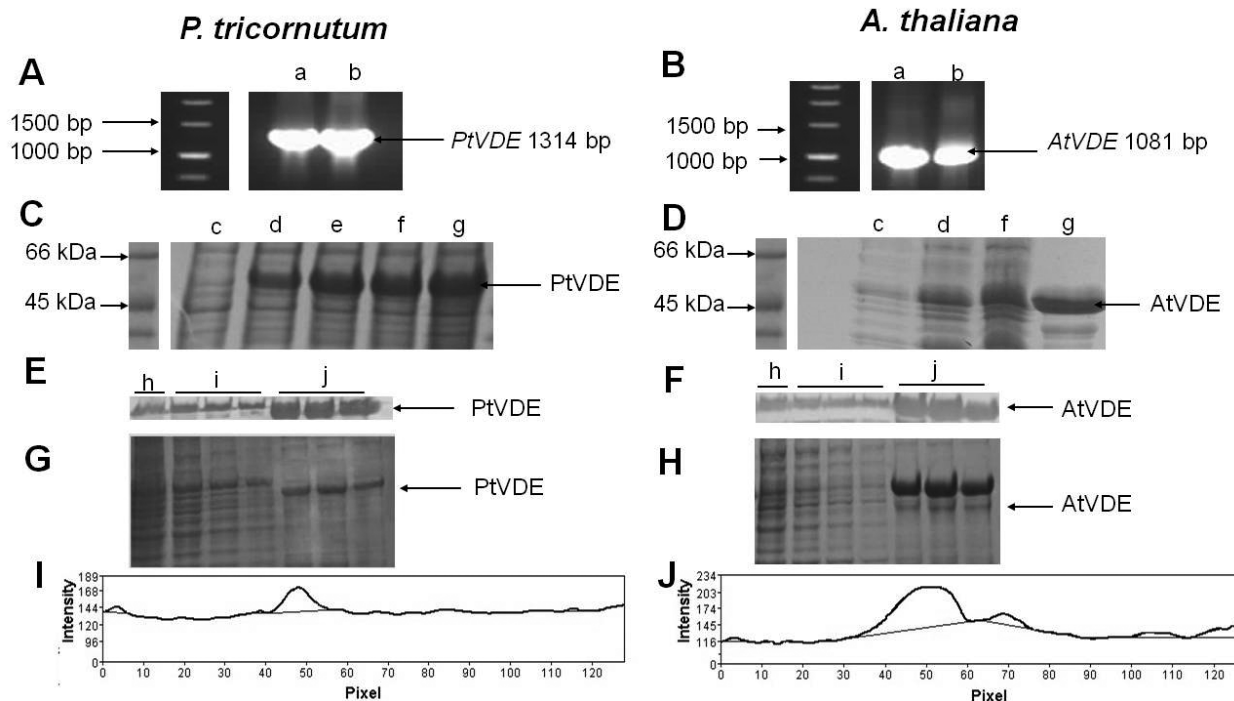 P. tricornutum
A. thaliana
A
a b
1500 bp
1000 bp
PtVDE 1314 bp
B
a b
1500 bp
1000 bp
AtVDE 1081 bp
C
c d e f g
66 kDa
45 kDa
PtVDE
D
c d f g
66 kDa
45 kDa
AtVDE
E
h i j
PtVDE
F
h i j
AtVDE
G
PtVDE
H
AtVDE
I
Intensity
189
168
144
120
96
0
0 10 20 30 40 50 60 70 80 90 100 110 120
Pixel
J
Intensity
234
203
174
145
116
0
0 10 20 30 40 50 60 70 80 90 100 110 120
Pixel